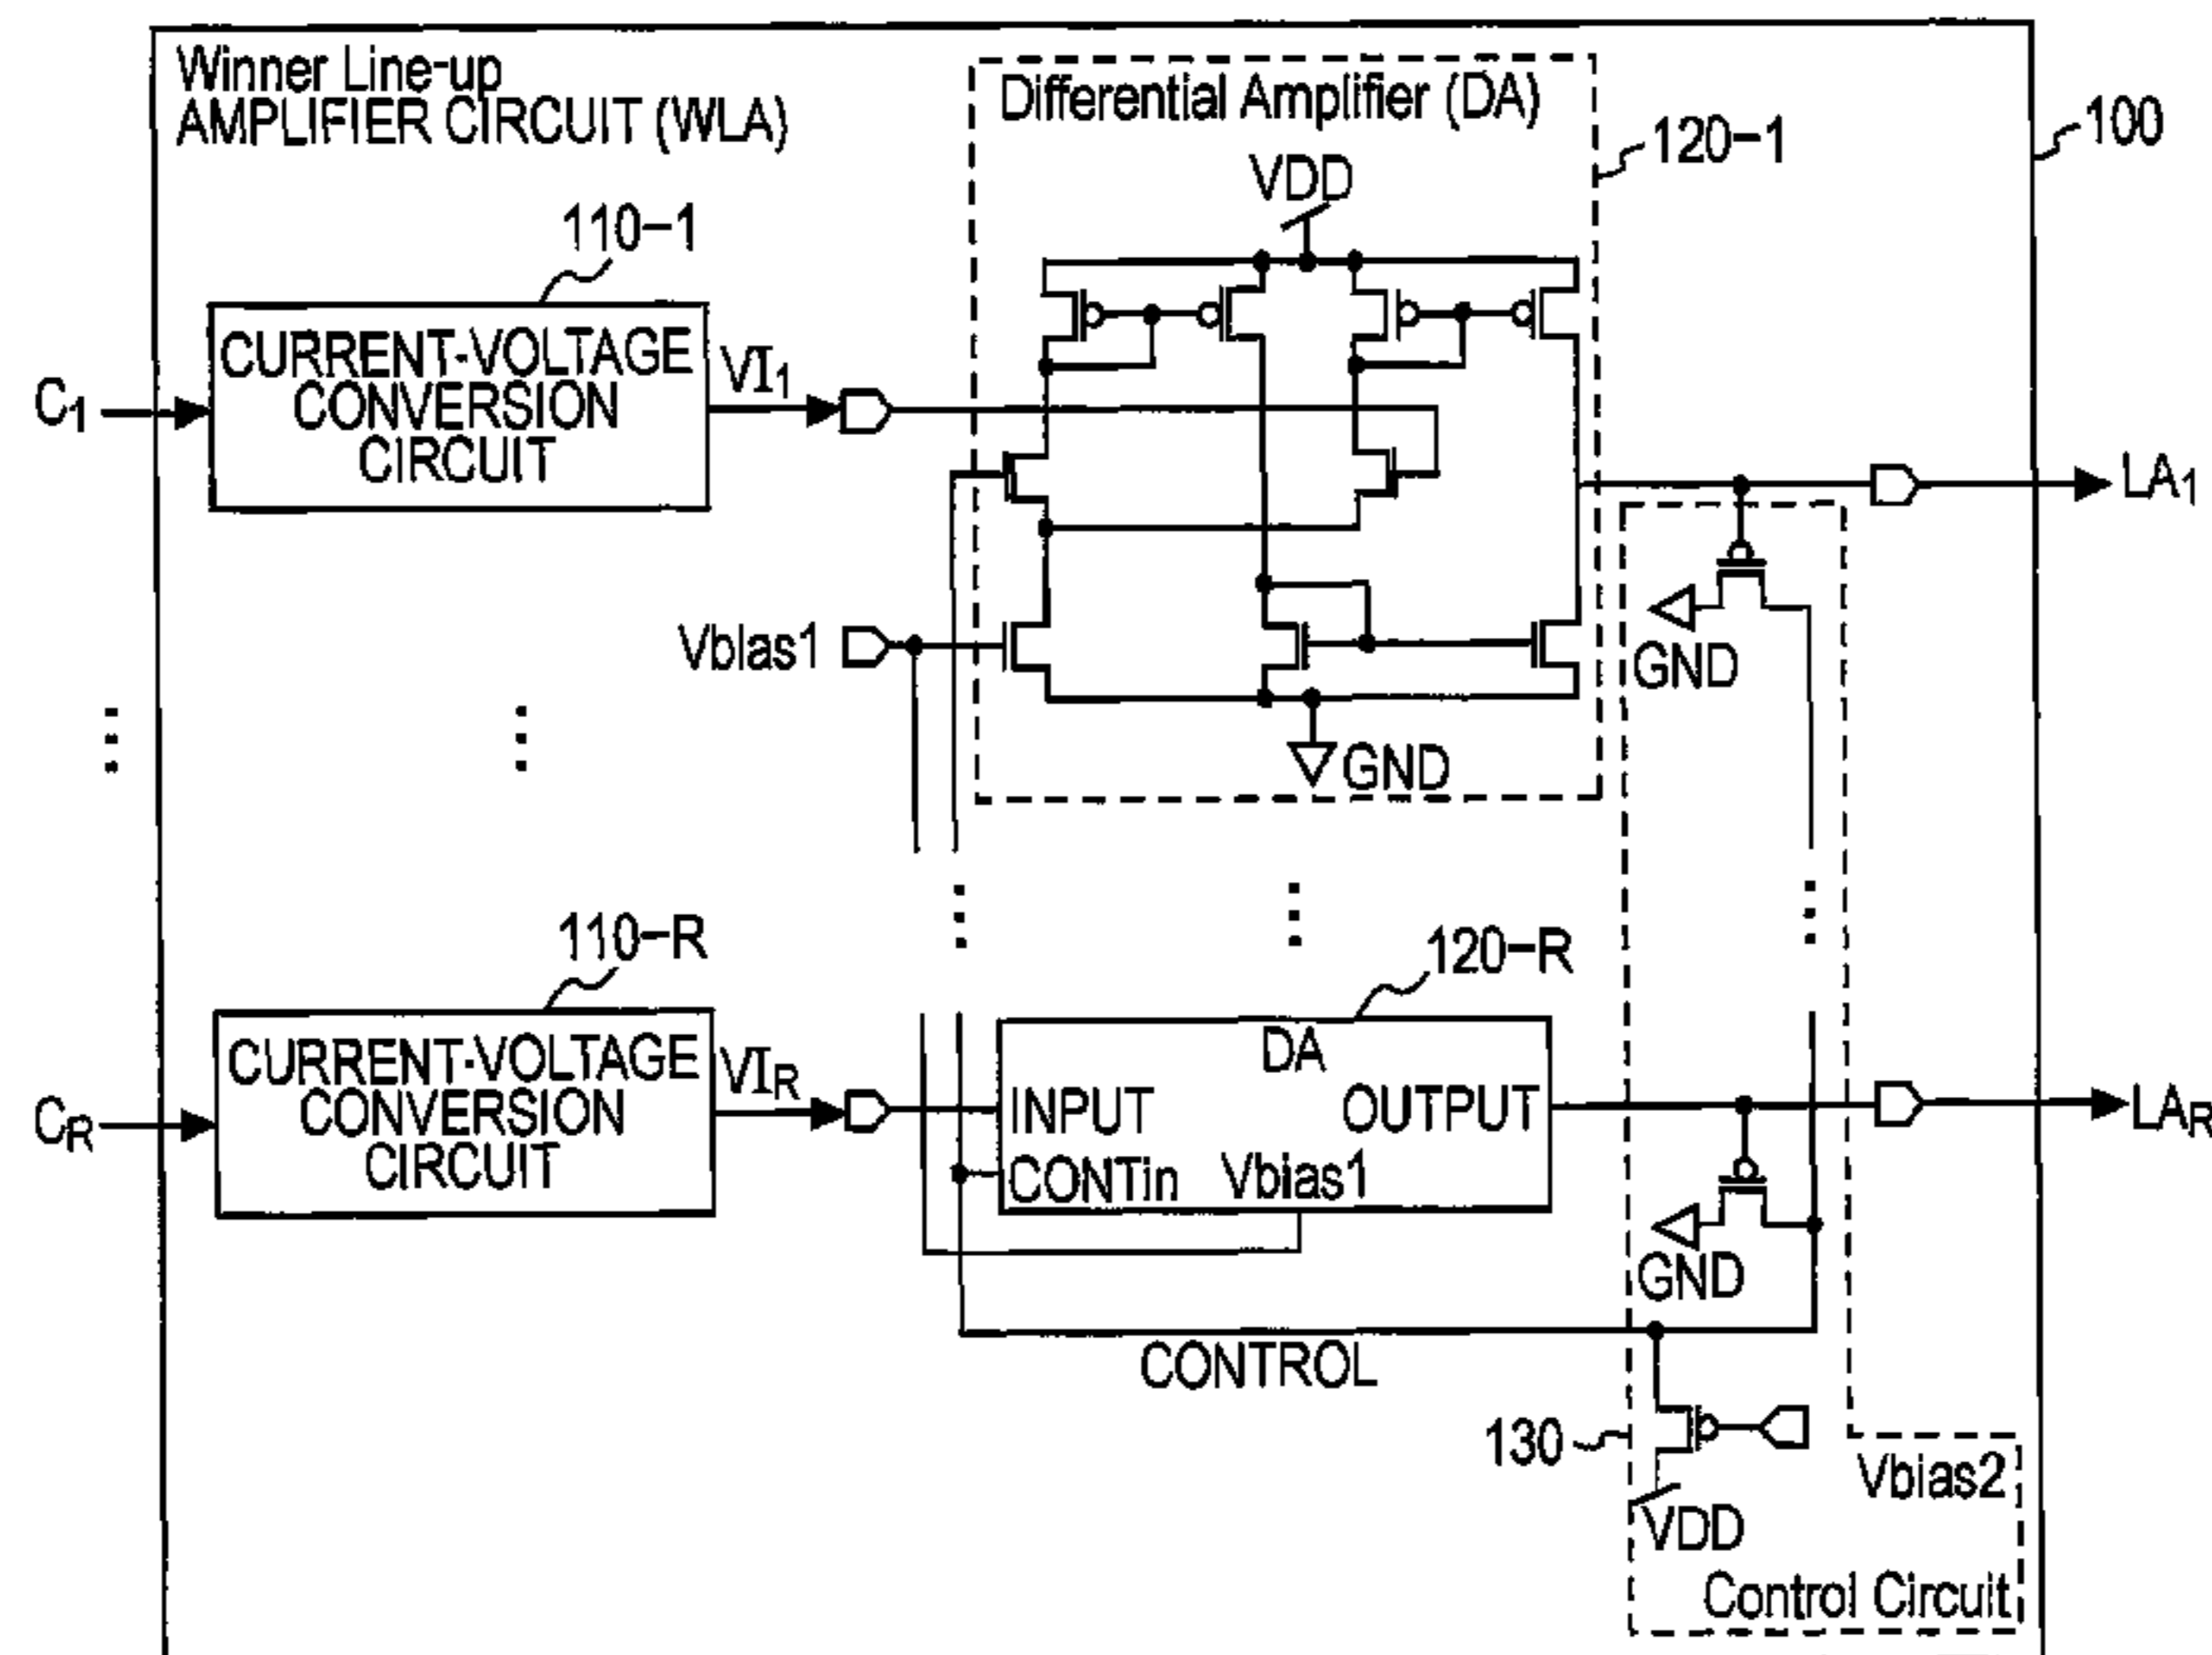 Winner Line-up
AMPLIFIER CIRCUIT (WLA)
Differential Amplifier (DA)
120-1
100
VDD
110-1
CURRENT-VOLTAGE
CONVERSION
CIRCUIT
C1
VI1
LA1
Vbias1
GND
GND
110-R
120-R
CURRENT-VOLTAGE
CONVERSION
CIRCUIT
CR
VIR
DA
INPUT
OUTPUT
CONTin
Vbias1
LAR
GND
CONTROL
130
Vbias2
VDD
Control Circuit